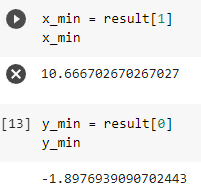 x_min = result[1]
x_min
10.666702670267027
[13] y_min = result[0]
y_min
-1.8976939090702443